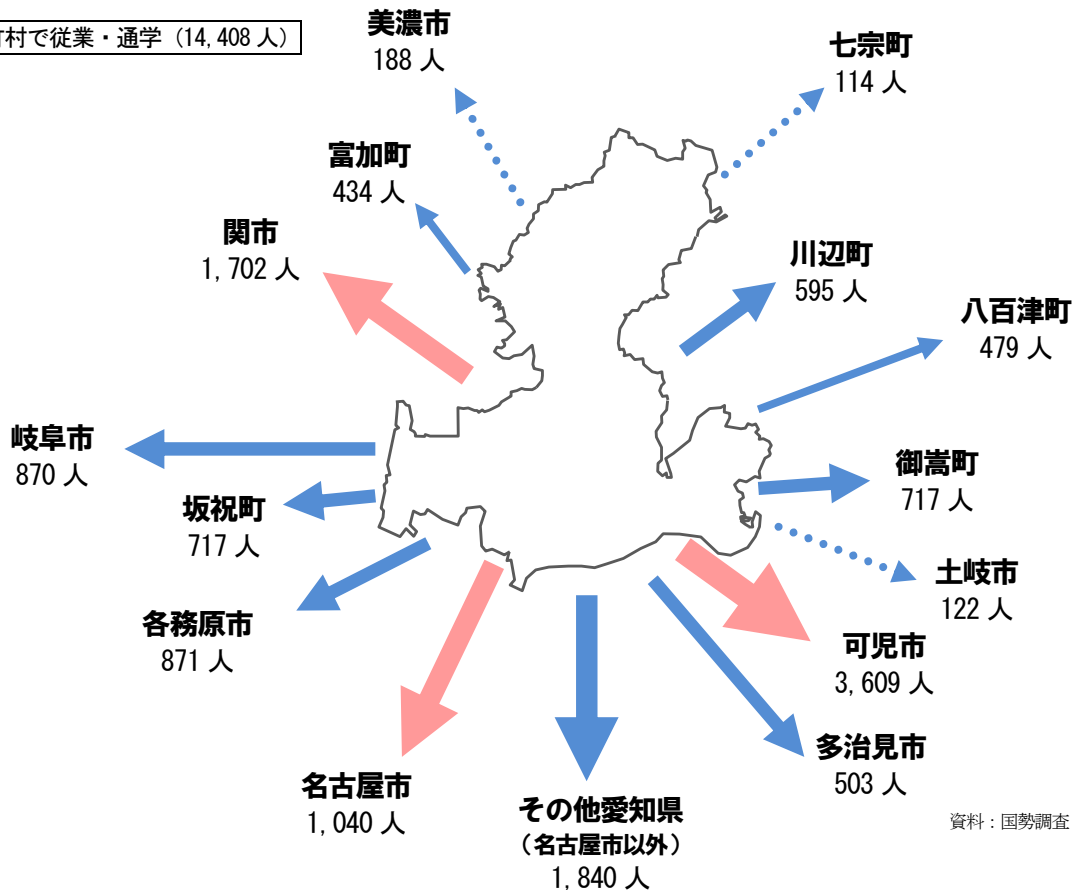 町村で従業・通学（14,408 人）
美濃市
188 人
七宗町
114 人
富加町
434 人
関市
1,702 人
川辺町
595 人
八百津町
479 人
岐阜市
870 人
御嵩町
717 人
坂祝町
717 人
土岐市
122 人
各務原市
871 人
可児市
3,609 人
多治見市
503 人
名古屋市
1,040 人
その他愛知県
（名古屋市以外）
1,840 人
資料：国勢調査